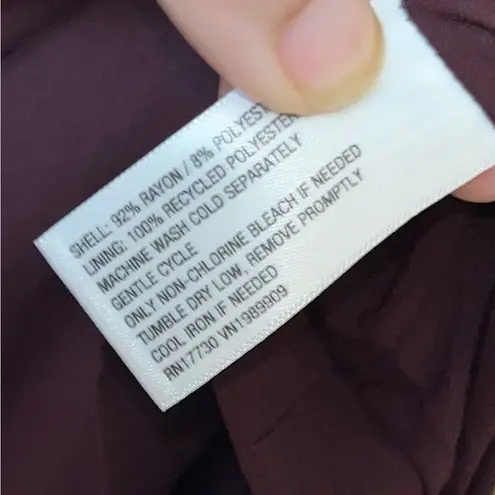 SHELL: 92% RAYON / 8% POLYEST
LINING: 100% RECYCLED POLYESTER
MACHINE WASH COLD SEPARATELY
GENTLE CYCLE
ONLY NON-CHLORINE BLEACH IF NEEDED
TUMBLE DRY LOW, REMOVE PROMPTLY
COOL IRON IF NEEDED
RN17730 VN1989909